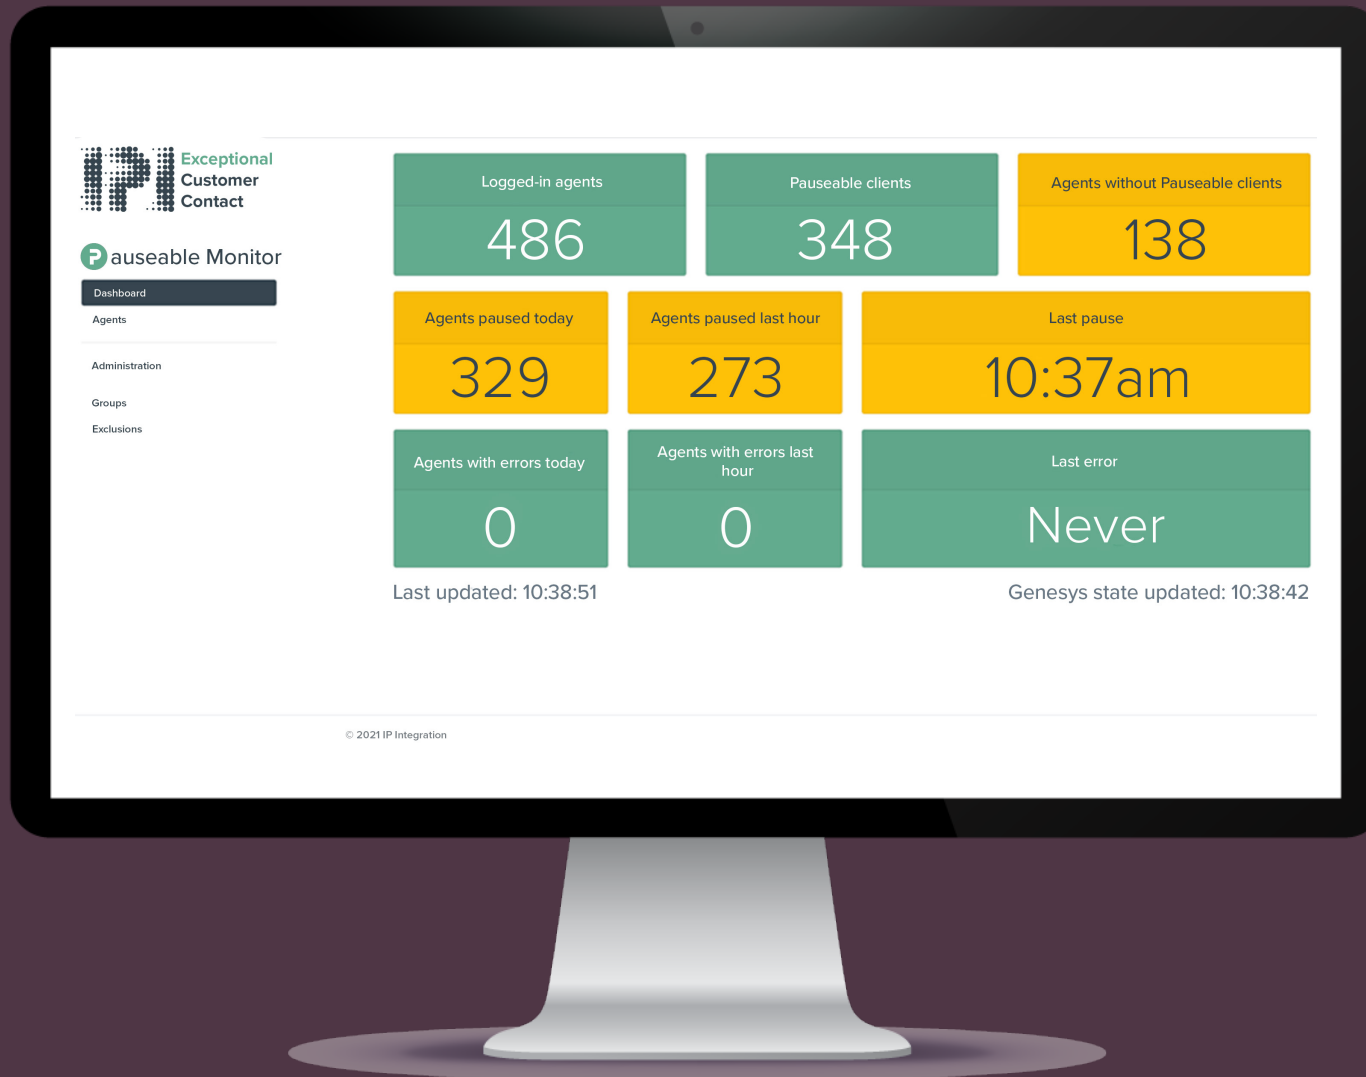 IPI
Exceptional
Customer
Contact
Pauseable Monitor
Dashboard
Agents
Administration
Groups
Exclusions
Logged-in agents
486
Pauseable clients
348
Agents without Pauseable clients
138
Agents paused today
329
Agents paused last hour
273
Last pause
10:37am
Agents with errors today
0
Agents with errors last
hour
0
Last error
Never
Last updated: 10:38:51
Genesys state updated: 10:38:42
© 2021 IP Integration